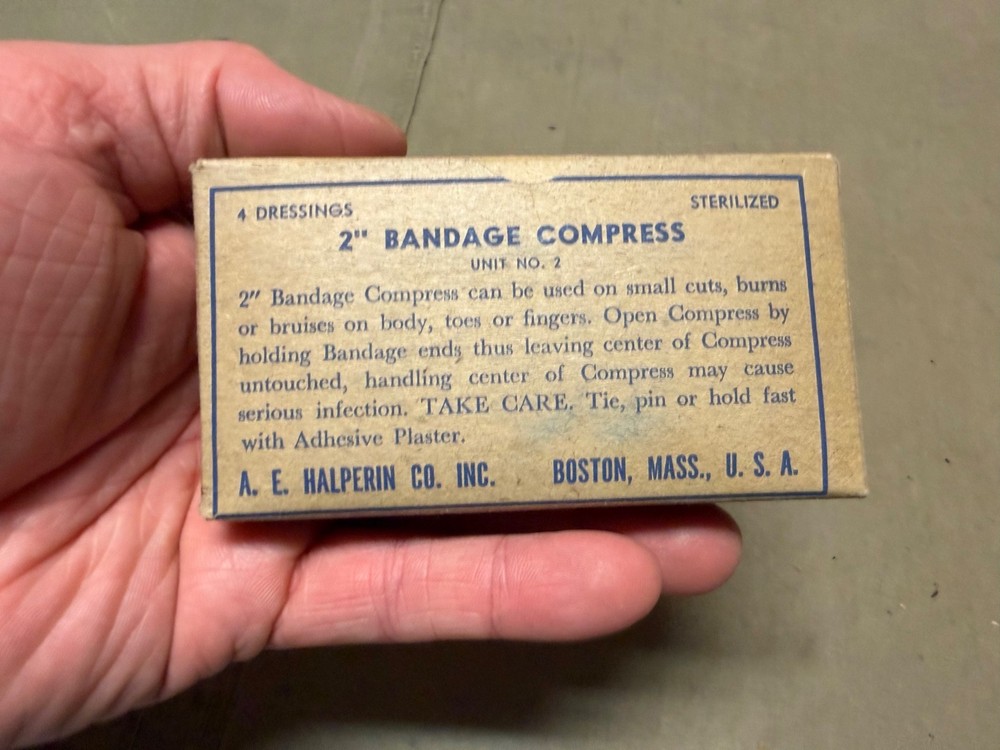 4 DRESSINGS STERILIZED
2" BANDAGE COMPRESS
UNIT NO. 2
2" Bandage Compress can be used on small cuts, burns
or bruises on body, toes or fingers. Open Compress by
holding Bandage ends thus leaving center of Compress
untouched, handling center of Compress may cause
serious infection. TAKE CARE. Tie, pin or hold fast
with Adhesive Plaster.
A. E. HALPERIN CO. INC. BOSTON, MASS., U. S. A.